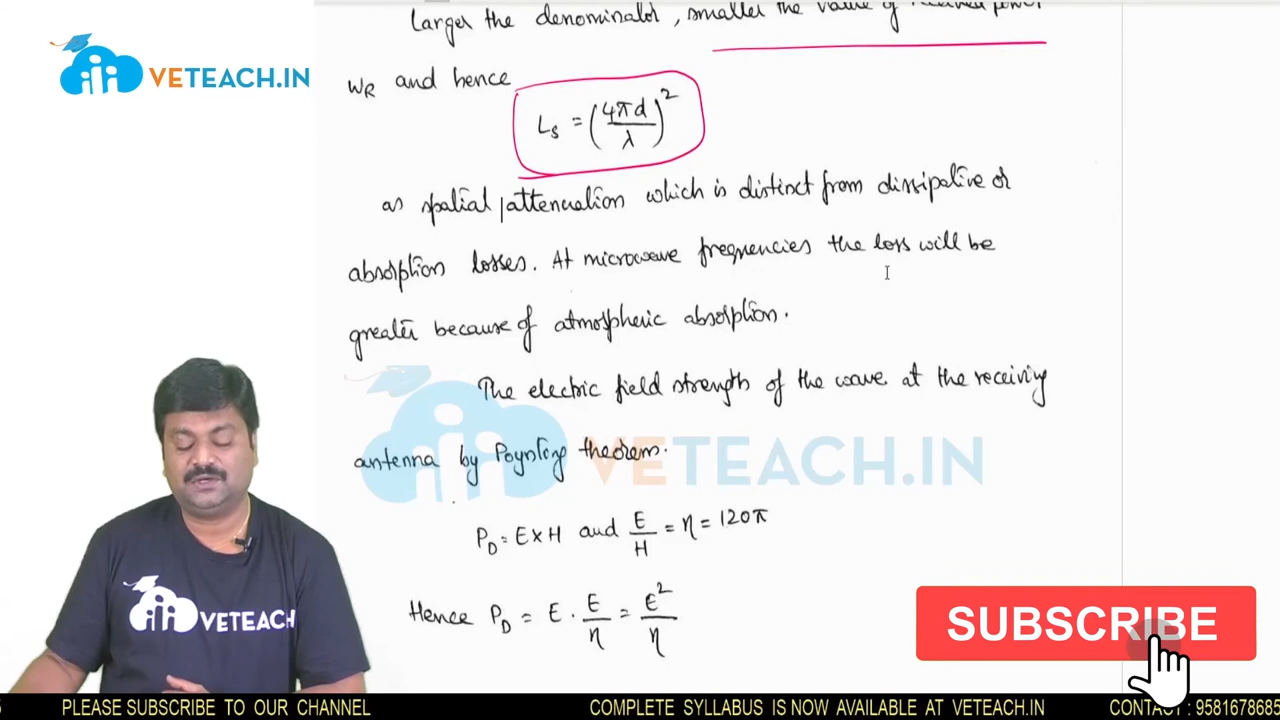 Larger the denominator, smaller the value of received power
WR and hence
Ls = (4πd/λ)²
as spatial attenuation which is distinct from dissipative or
absorption losses. At microwave frequencies the loss will be
greater because of atmospheric absorption.
The electric field strength of the wave at the receiving
antenna by Poynting theorem.
PD = E×H and E/H = η = 120π
Hence PD = E . E/η = E²/η
VETEACH.IN
VETEACH.IN
VETEACH
SUBSCRIBE
PLEASE SUBSCRIBE TO OUR CHANNEL COMPLETE SYLLABUS IS NOW AVAILABLE AT VETEACH.IN CONTACT : 9581678685